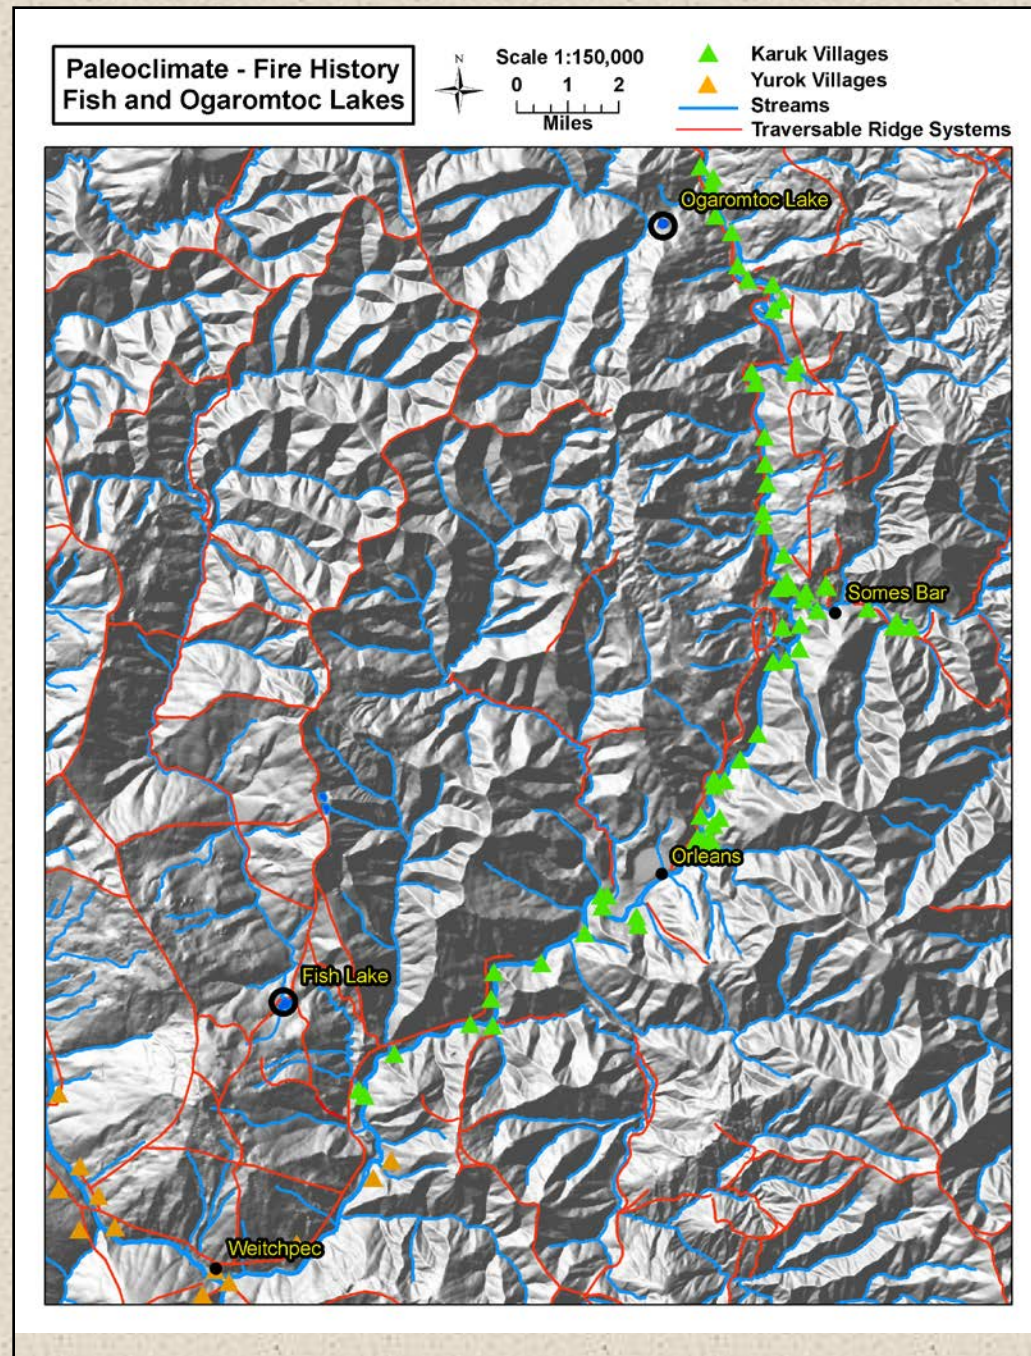 Paleoclimate - Fire History
Fish and Ogaromtoc Lakes
N
Scale 1:150,000
0 1 2
Miles
Karuk Villages
Yurok Villages
Streams
Traversable Ridge Systems
Ogaromtoc Lake
Somes Bar
Orleans
Fish Lake
Weitchpec